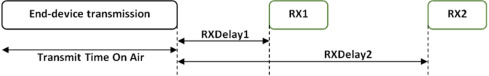 End-device transmission
RX1
RX2
RXDelay1
Transmit Time On Air
RXDelay2